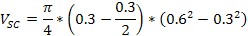 V_SC = π/4 * (0.3 − 0.3/2) * (0.6² − 0.3²)